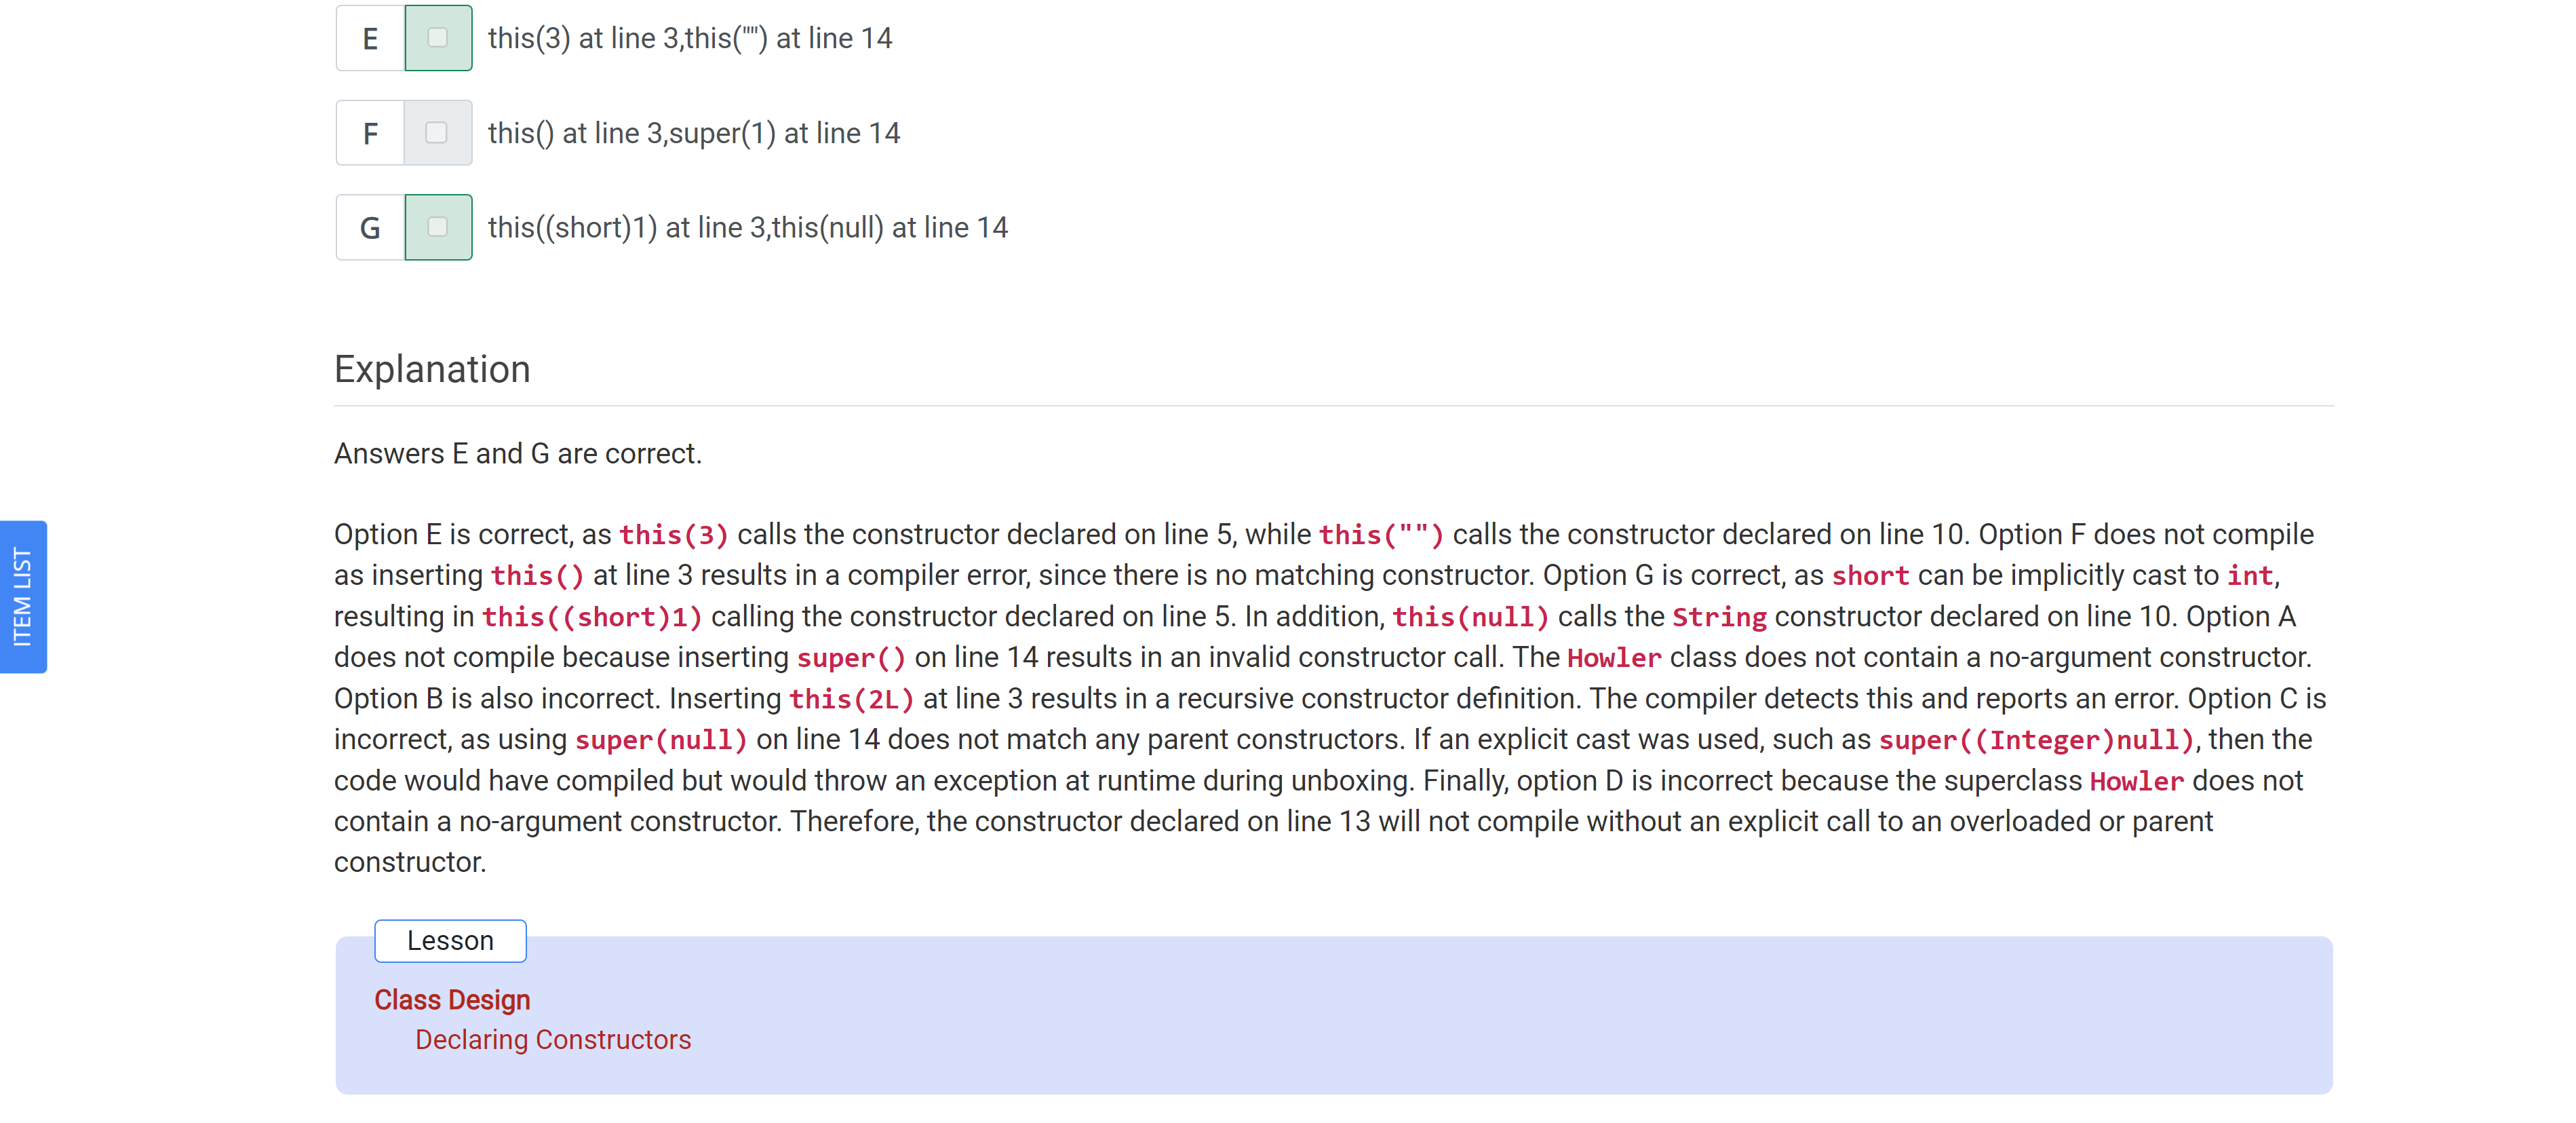 E this(3) at line 3,this("") at line 14
F this() at line 3,super(1) at line 14
G this((short)1) at line 3,this(null) at line 14
Explanation
Answers E and G are correct.
Option E is correct, as this(3) calls the constructor declared on line 5, while this("") calls the constructor declared on line 10. Option F does not compile
as inserting this() at line 3 results in a compiler error, since there is no matching constructor. Option G is correct, as short can be implicitly cast to int,
resulting in this((short)1) calling the constructor declared on line 5. In addition, this(null) calls the String constructor declared on line 10. Option A
does not compile because inserting super() on line 14 results in an invalid constructor call. The Howler class does not contain a no-argument constructor.
Option B is also incorrect. Inserting this(2L) at line 3 results in a recursive constructor definition. The compiler detects this and reports an error. Option C is
incorrect, as using super(null) on line 14 does not match any parent constructors. If an explicit cast was used, such as super((Integer)null), then the
code would have compiled but would throw an exception at runtime during unboxing. Finally, option D is incorrect because the superclass Howler does not
contain a no-argument constructor. Therefore, the constructor declared on line 13 will not compile without an explicit call to an overloaded or parent
constructor.
ITEM LIST
Lesson
Class Design
Declaring Constructors